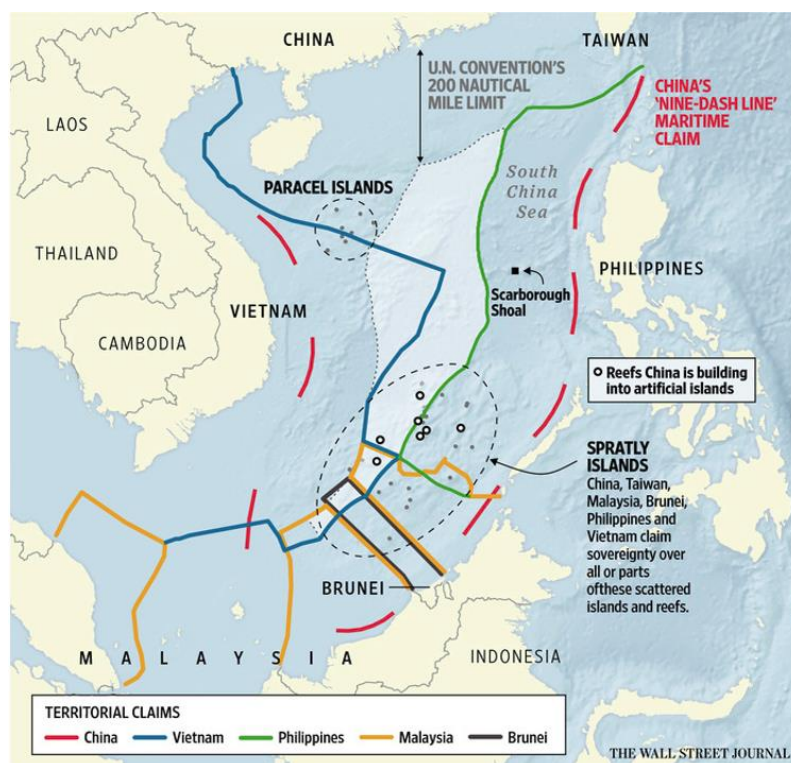 CHINA
TAIWAN
U.N. CONVENTION'S
200 NAUTICAL
MILE LIMIT
CHINA'S
'NINE-DASH LINE'
MARITIME
CLAIM
LAOS
South
China
Sea
PARACEL ISLANDS
THAILAND
PHILIPPINES
Scarborough
Shoal
VIETNAM
CAMBODIA
Reefs China is building
into artificial islands
SPRATLY
ISLANDS
China, Taiwan,
Malaysia, Brunei,
Philippines and
Vietnam claim
sovereignty over
all or parts
ofthese scattered
islands and reefs.
BRUNEI
MALAYSIA
INDONESIA
TERRITORIAL CLAIMS
China Vietnam Philippines Malaysia Brunei
THE WALL STREET JOURNAL